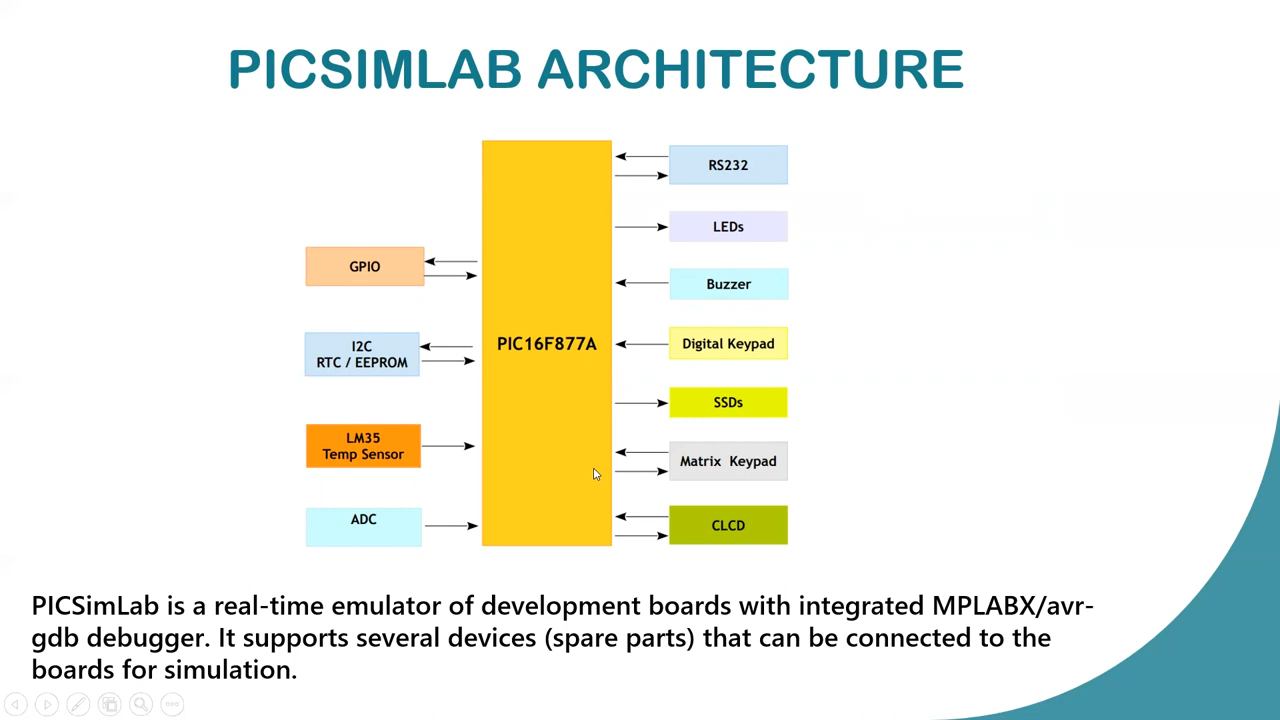 PICSIMLAB ARCHITECTURE
RS232
LEDs
GPIO
Buzzer
I2C
RTC / EEPROM
PIC16F877A
Digital Keypad
SSDs
LM35
Temp Sensor
Matrix Keypad
ADC
CLCD
PICSimLab is a real-time emulator of development boards with integrated MPLABX/avr-
gdb debugger. It supports several devices (spare parts) that can be connected to the
boards for simulation.